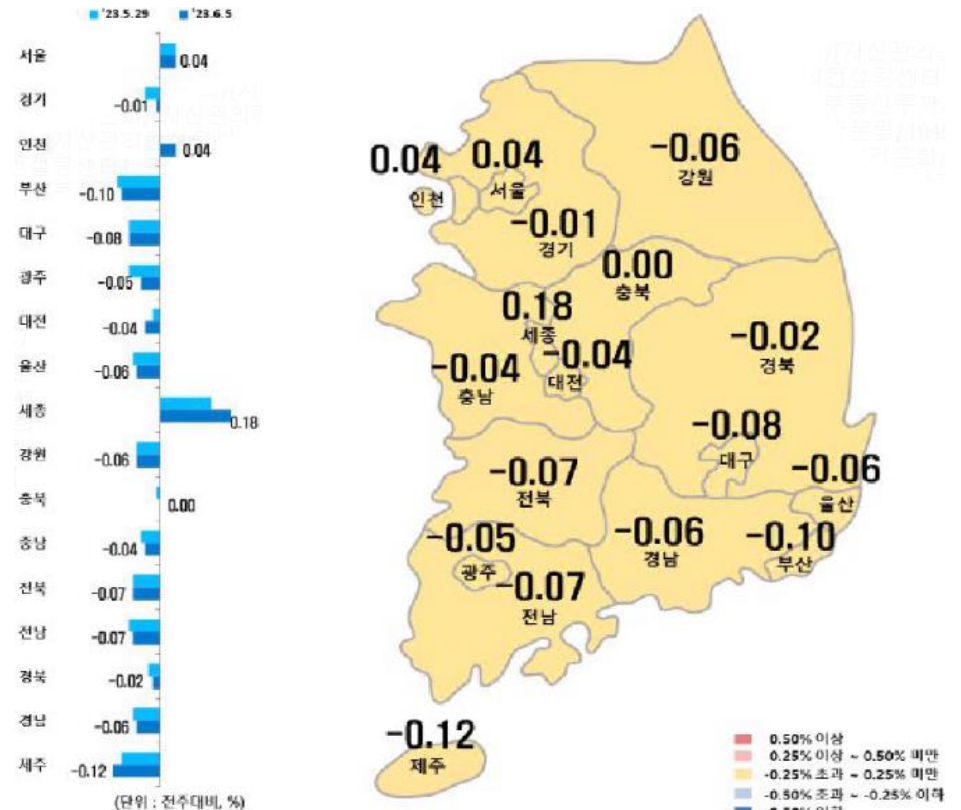 '23.5.29 '23.6.5
서울 0.04
경기 -0.01
인천 0.04
부산 -0.10
대구 -0.08
광주 -0.05
대전 -0.04
울산 -0.06
세종 0.18
강원 -0.06
충북 0.00
충남 -0.04
전북 -0.07
전남 -0.07
경북 -0.02
경남 -0.06
제주 -0.12
(단위 : 전주대비, %)
0.04
인천
0.04
서울
-0.06
강원
-0.01
경기
0.00
충북
0.18
세종
-0.02
경북
-0.04
충남
-0.04
대전
-0.08
대구
-0.06
울산
-0.07
전북
-0.06
경남
-0.10
부산
-0.05
광주
-0.07
전남
-0.12
제주
0.50% 이상
0.25% 이상 ~ 0.50% 미만
-0.25% 초과 ~ 0.25% 미만
-0.50% 초과 ~ -0.25% 이하